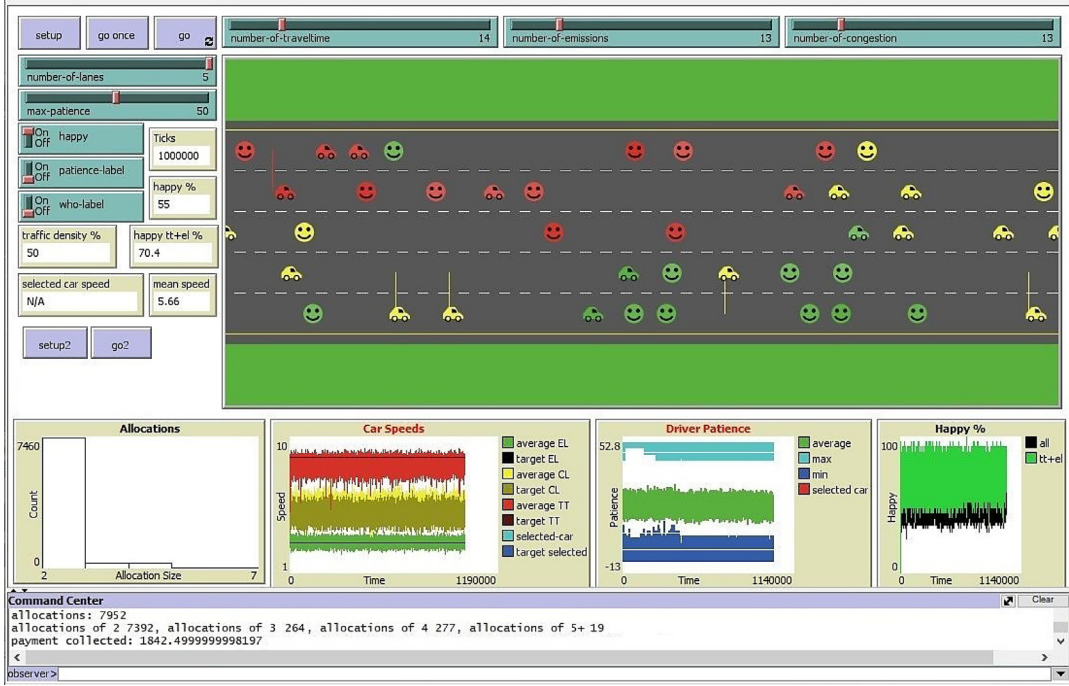 setup go once go
number-of-traveltime 14 number-of-emissions 13 number-of-congestion 13
number-of-lanes 5
max-patience 50
On Off happy
Ticks
1000000
On Off patience-label
happy %
55
On Off who-label
traffic density %
50
happy tt+el %
70.4
selected car speed
N/A
mean speed
5.66
setup2 go2
Allocations
7460
Count
0
2 Allocation Size 7
Car Speeds
10
Speed
1
0 Time 1190000
average EL
target EL
average CL
target CL
average TT
target TT
selected-car
target selected
Driver Patience
52.8
Patience
-13
0 Time 1140000
average
max
min
selected car
Happy %
100
Happy
0
0 Time 1140000
all
tt+el
Command Center Clear
allocations: 7952
allocations of 2 7392, allocations of 3 264, allocations of 4 277, allocations of 5+ 19
payment collected: 1842.4999999998197
observer>